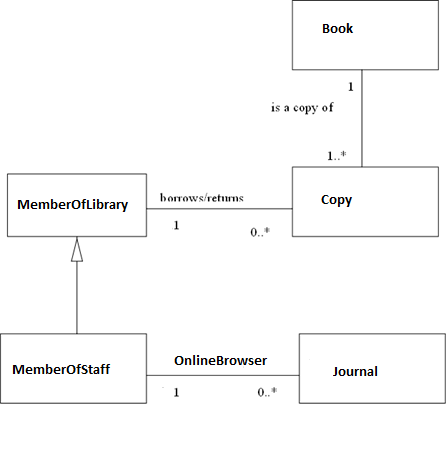 Book
1
is a copy of
1..*
MemberOfLibrary
borrows/returns
Copy
1
0..*
MemberOfStaff
OnlineBrowser
Journal
1
0..*